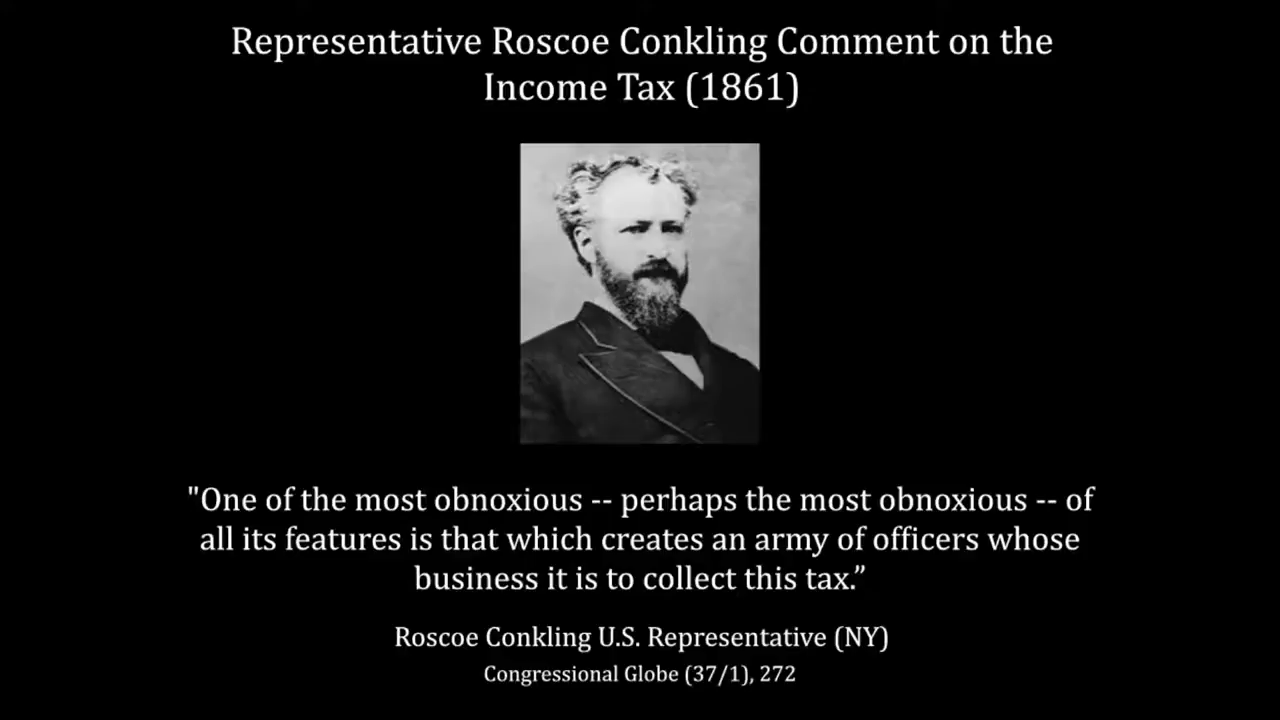 Representative Roscoe Conkling Comment on the
Income Tax (1861)
"One of the most obnoxious -- perhaps the most obnoxious -- of
all its features is that which creates an army of officers whose
business it is to collect this tax.”
Roscoe Conkling U.S. Representative (NY)
Congressional Globe (37/1), 272